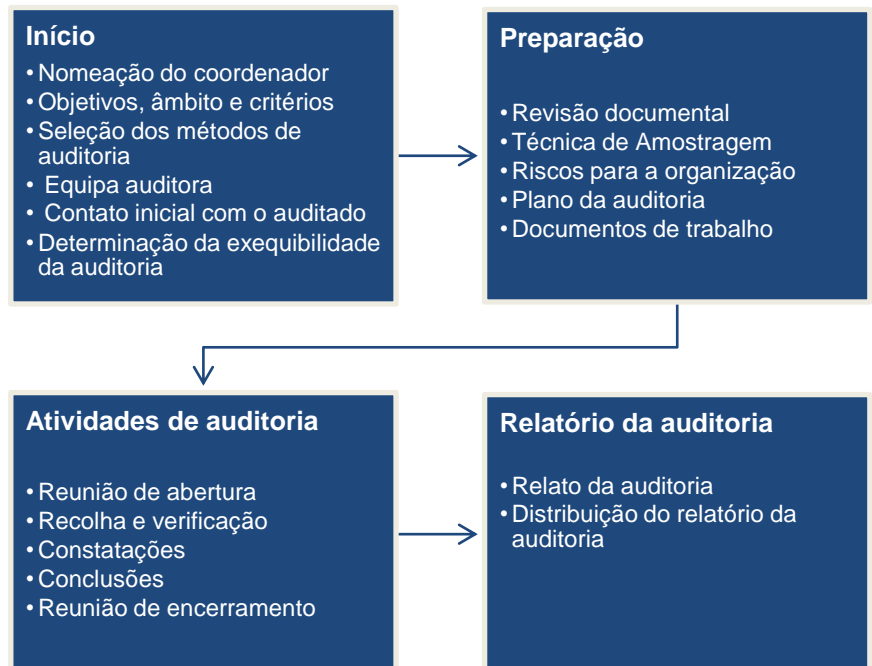 Início
• Nomeação do coordenador
• Objetivos, âmbito e critérios
• Seleção dos métodos de
auditoria
• Equipa auditora
• Contato inicial com o auditado
• Determinação da exequibilidade
da auditoria
Preparação
• Revisão documental
• Técnica de Amostragem
• Riscos para a organização
• Plano da auditoria
• Documentos de trabalho
Atividades de auditoria
• Reunião de abertura
• Recolha e verificação
• Constatações
• Conclusões
• Reunião de encerramento
Relatório da auditoria
• Relato da auditoria
• Distribuição do relatório da
auditoria